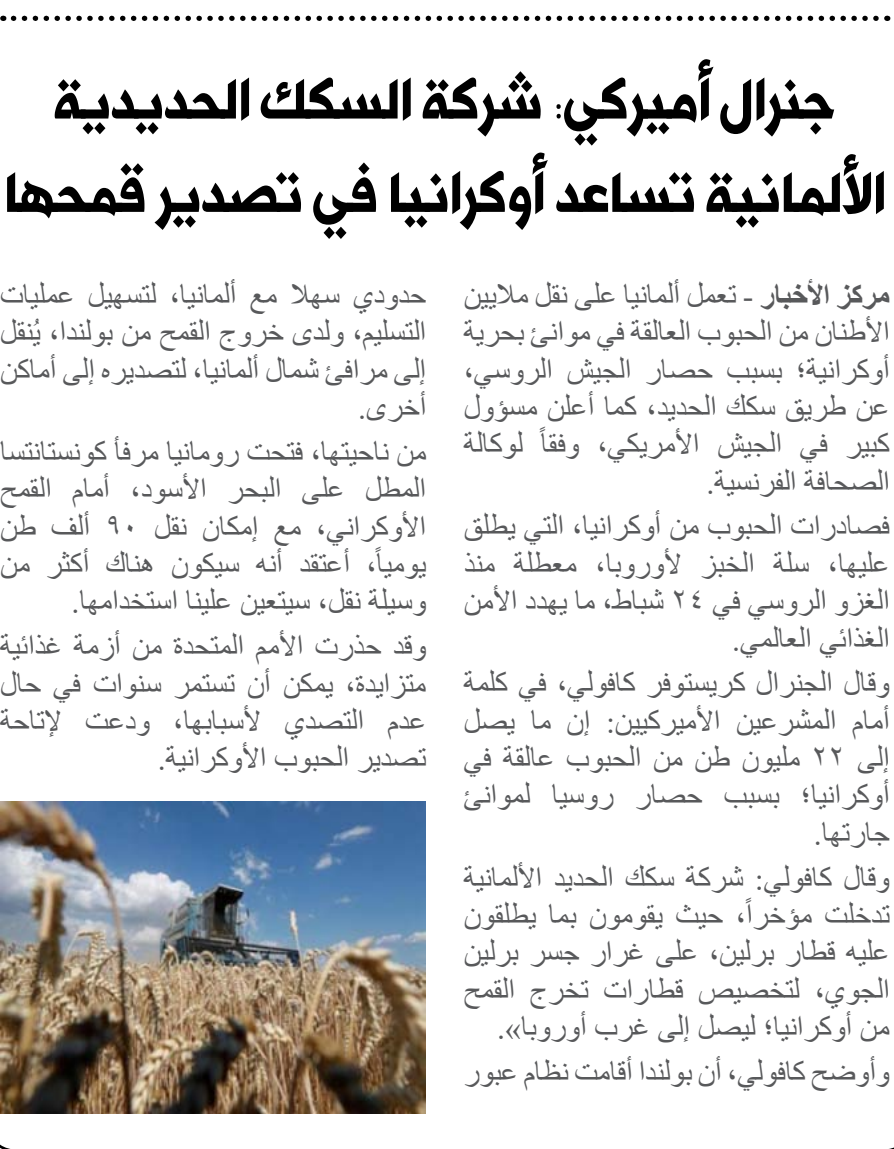 جنرال أميركي: شركة السكك الحديدية
الألمانية تساعد أوكرانيا في تصدير قمحها
مركز الأخبار - تعمل ألمانيا على نقل ملايين
الأطنان من الحبوب العالقة في موانئ بحرية
أوكرانية؛ بسبب حصار الجيش الروسي،
عن طريق سكك الحديد، كما أعلن مسؤول
كبير في الجيش الأمريكي، وفقاً لوكالة
الصحافة الفرنسية.
فصادرات الحبوب من أوكرانيا، التي يطلق
عليها، سلة الخبز لأوروبا، معطلة منذ
الغزو الروسي في ٢٤ شباط، ما يهدد الأمن
الغذائي العالمي.
وقال الجنرال كريستوفر كافولي، في كلمة
أمام المشرعين الأميركيين: إن ما يصل
إلى ٢٢ مليون طن من الحبوب عالقة في
أوكرانيا؛ بسبب حصار روسيا لموانئ
جارتها.
وقال كافولي: شركة سكك الحديد الألمانية
تدخلت مؤخراً، حيث يقومون بما يطلقون
عليه قطار برلين، على غرار جسر برلين
الجوي، لتخصيص قطارات تخرج القمح
من أوكرانيا؛ ليصل إلى غرب أوروبا».
وأوضح كافولي، أن بولندا أقامت نظام عبور
حدودي سهلا مع ألمانيا، لتسهيل عمليات
التسليم، ولدى خروج القمح من بولندا، يُنقل
إلى مرافئ شمال ألمانيا، لتصديره إلى أماكن
أخرى.
من ناحيتها، فتحت رومانيا مرفأ كونستانتسا
المطل على البحر الأسود، أمام القمح
الأوكراني، مع إمكان نقل ٩٠ ألف طن
يومياً، أعتقد أنه سيكون هناك أكثر من
وسيلة نقل، سيتعين علينا استخدامها.
وقد حذرت الأمم المتحدة من أزمة غذائية
متزايدة، يمكن أن تستمر سنوات في حال
عدم التصدي لأسبابها، ودعت لإتاحة
تصدير الحبوب الأوكرانية.